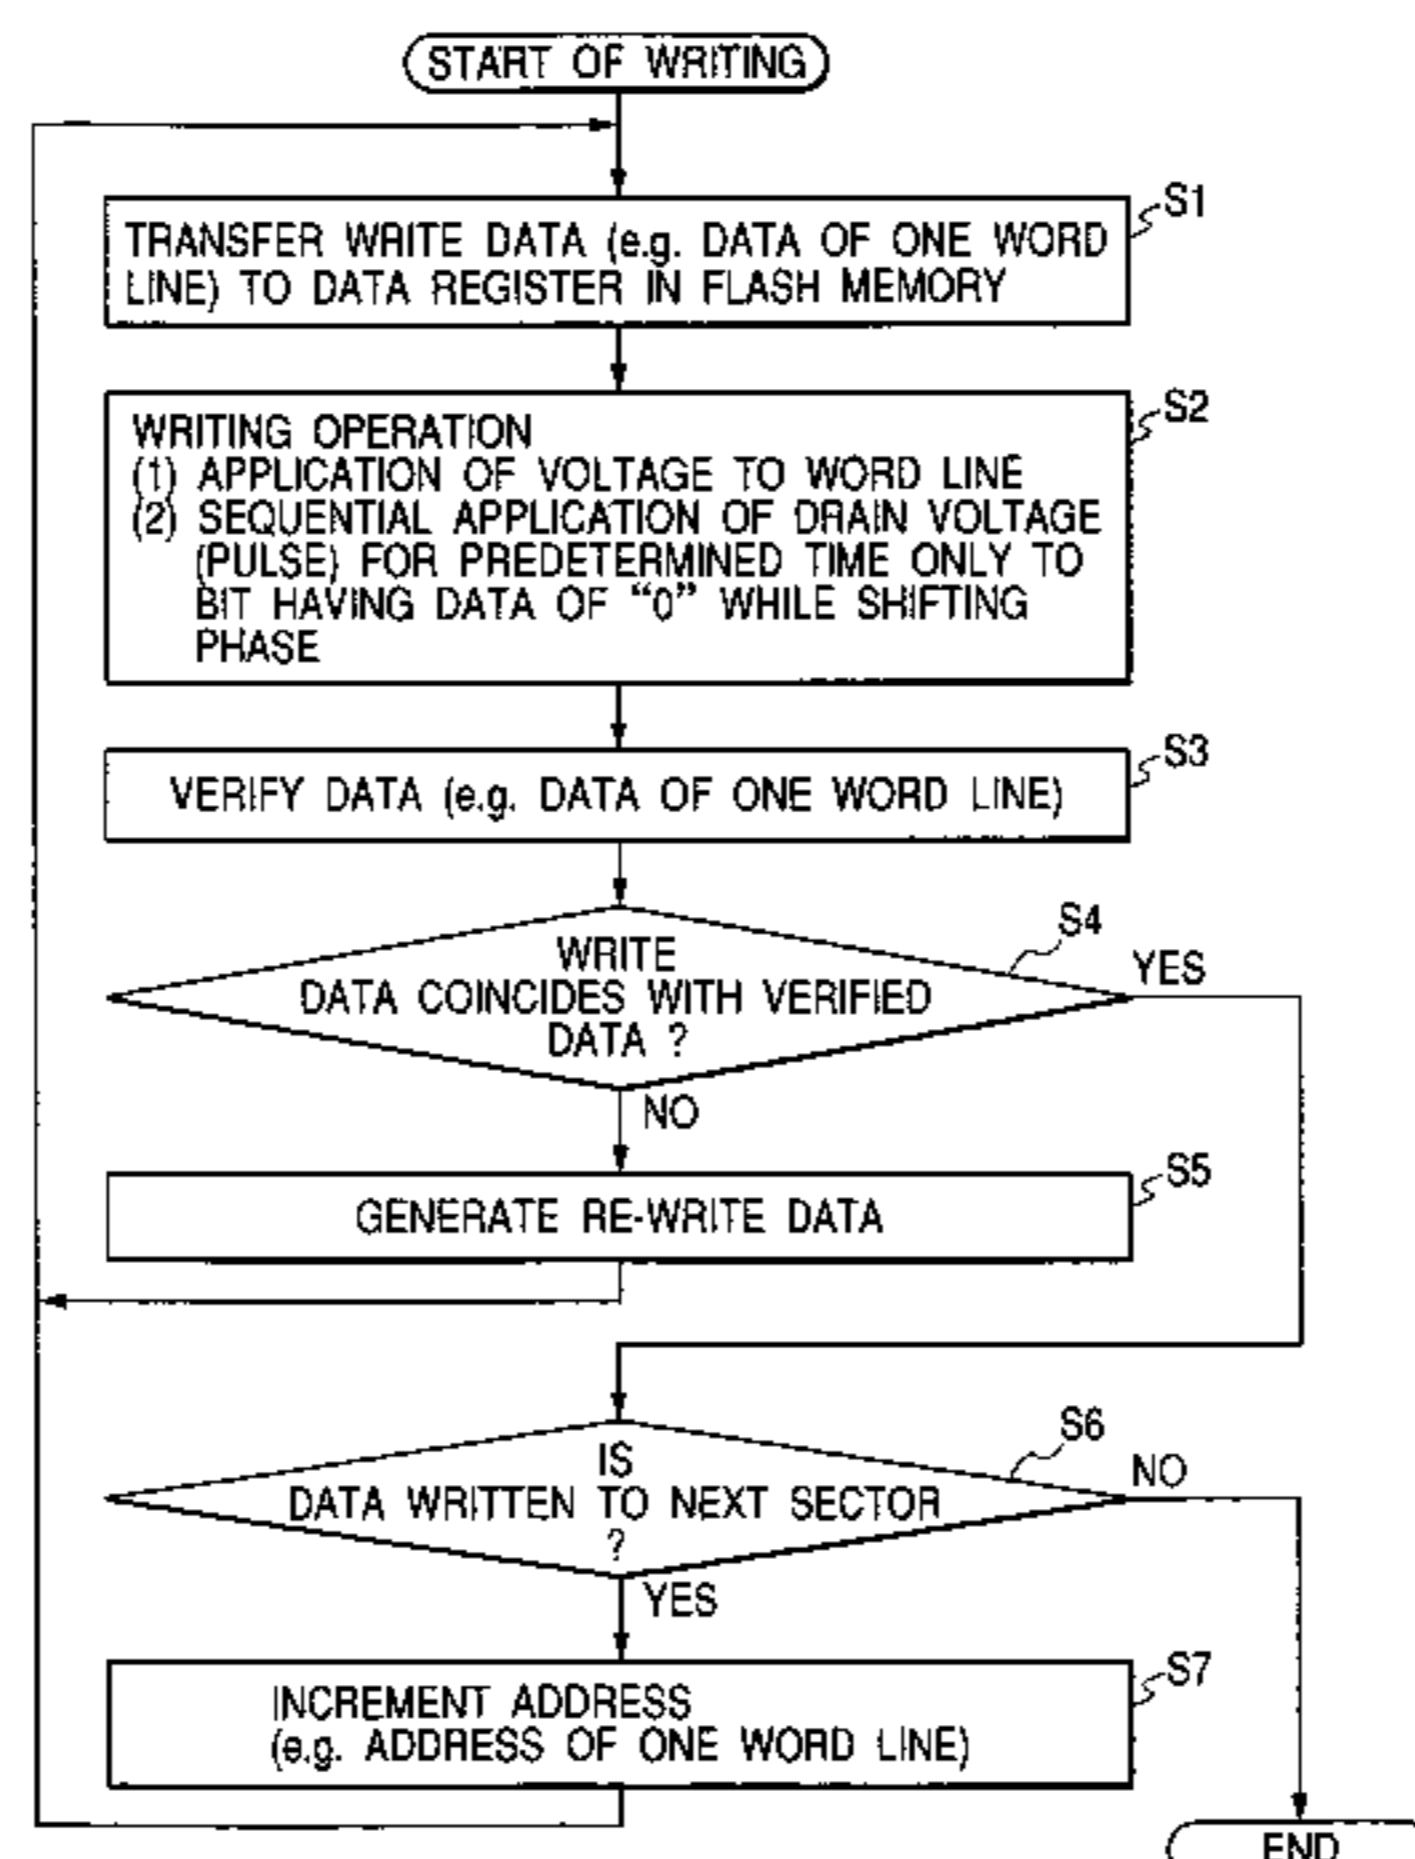 START OF WRITING
S1
TRANSFER WRITE DATA (e.g. DATA OF ONE WORD
LINE) TO DATA REGISTER IN FLASH MEMORY
S2
WRITING OPERATION
(1) APPLICATION OF VOLTAGE TO WORD LINE
(2) SEQUENTIAL APPLICATION OF DRAIN VOLTAGE
(PULSE) FOR PREDETERMINED TIME ONLY TO
BIT HAVING DATA OF “0” WHILE SHIFTING
PHASE
S3
VERIFY DATA (e.g. DATA OF ONE WORD LINE)
S4
WRITE
DATA COINCIDES WITH VERIFIED
DATA ?
YES
NO
S5
GENERATE RE-WRITE DATA
S6
IS
DATA WRITTEN TO NEXT SECTOR
?
NO
YES
S7
INCREMENT ADDRESS
(e.g. ADDRESS OF ONE WORD LINE)
END